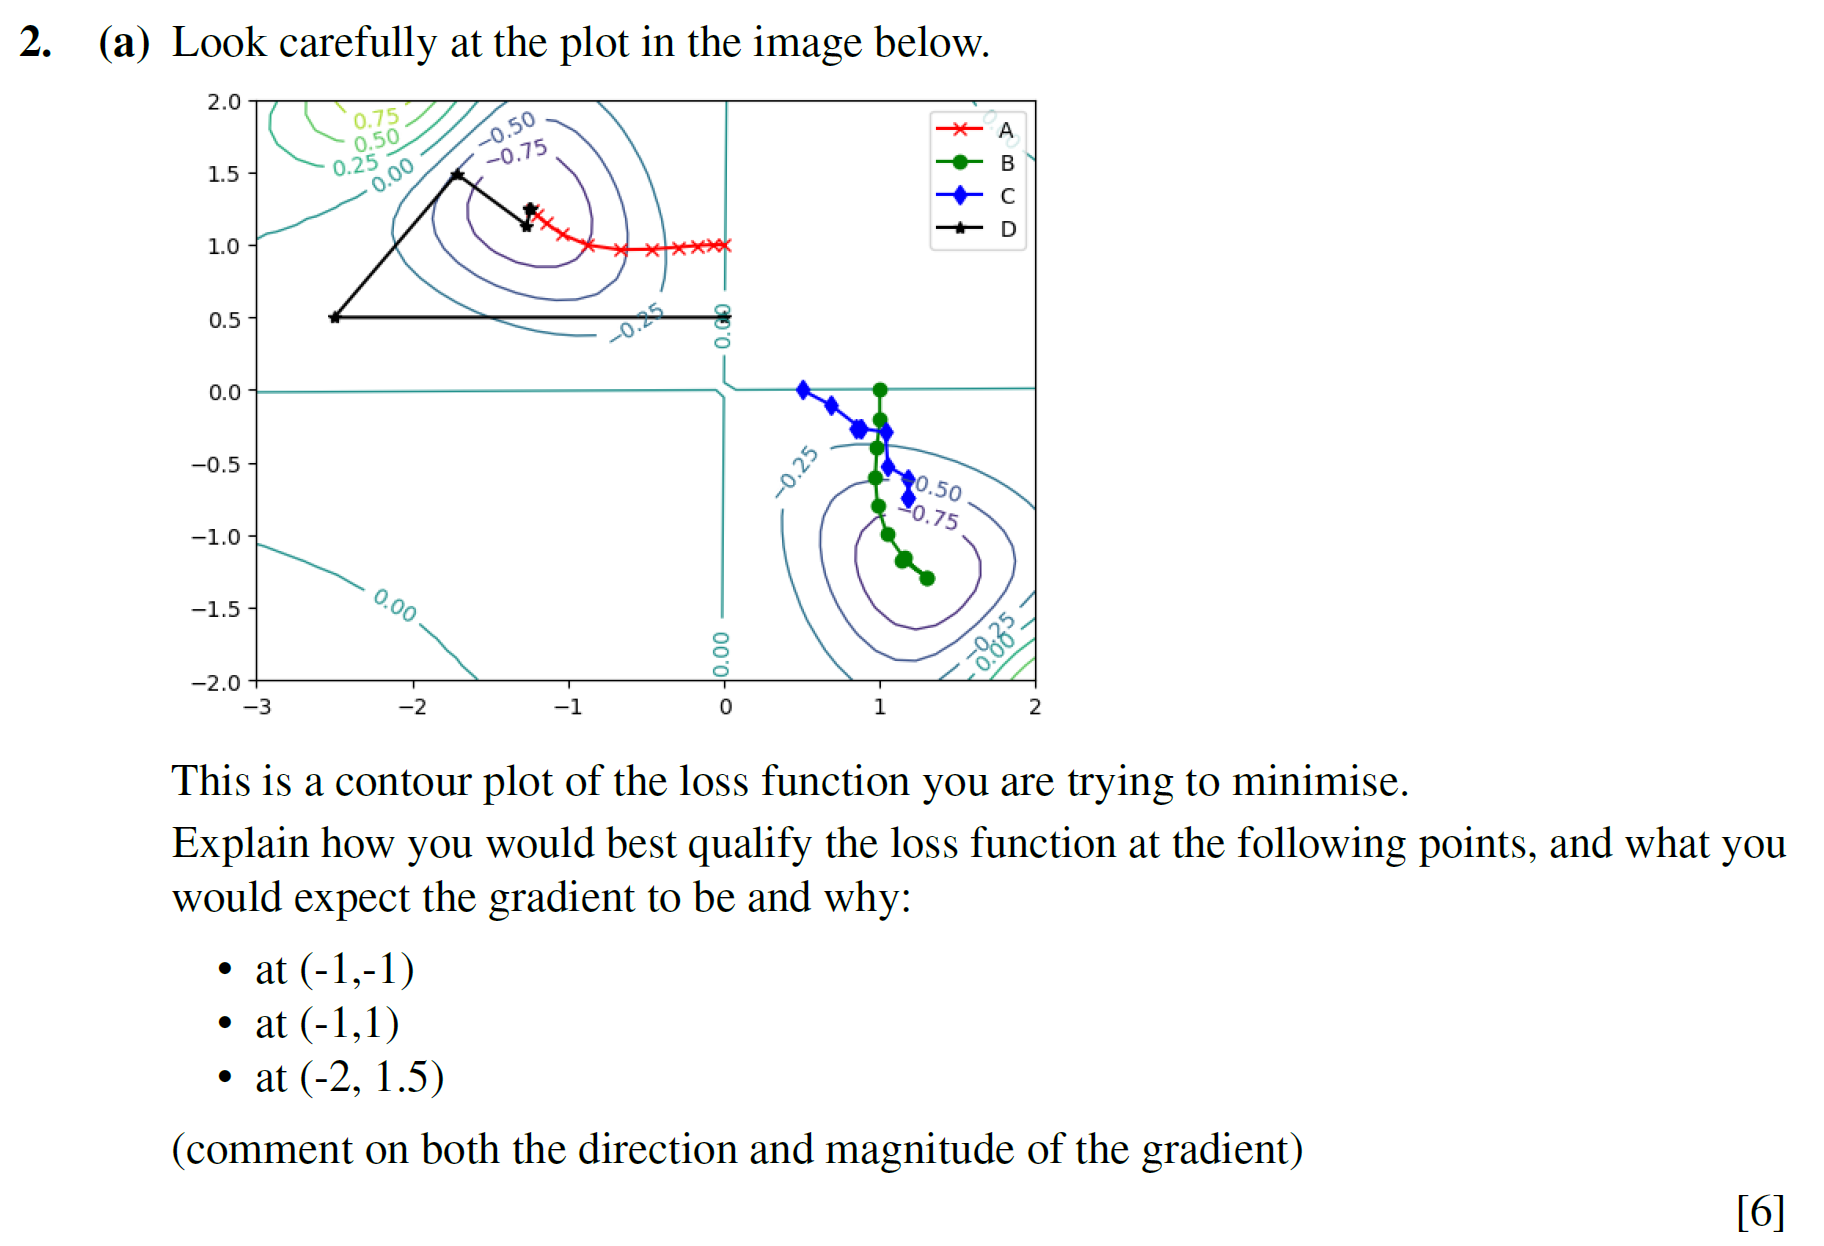 2. (a) Look carefully at the plot in the image below.
2.0
1.5
1.0
0.5
0.0
−0.5
−1.0
−1.5
−2.0
−3
−2
−1
0
1
2
0.75
0.50
0.25
0.00
−0.50
−0.75
−0.25
0.00
0.00
0.00
−0.25
−0.50
−0.75
−0.25
0.00
A
B
C
D
This is a contour plot of the loss function you are trying to minimise.
Explain how you would best qualify the loss function at the following points, and what you
would expect the gradient to be and why:
• at (-1,-1)
• at (-1,1)
• at (-2, 1.5)
(comment on both the direction and magnitude of the gradient)
[6]